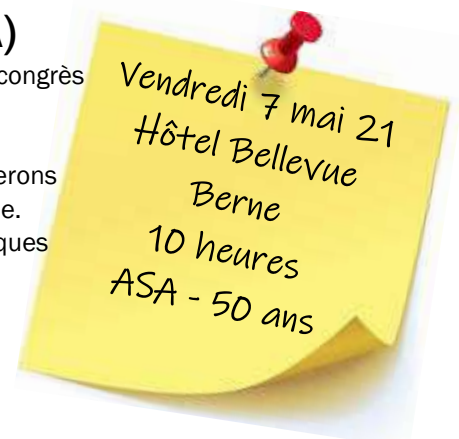 A)
congrès
erons
e.
ques
Vendredi 7 mai 21
Hôtel Bellevue
Berne
10 heures
ASA - 50 ans